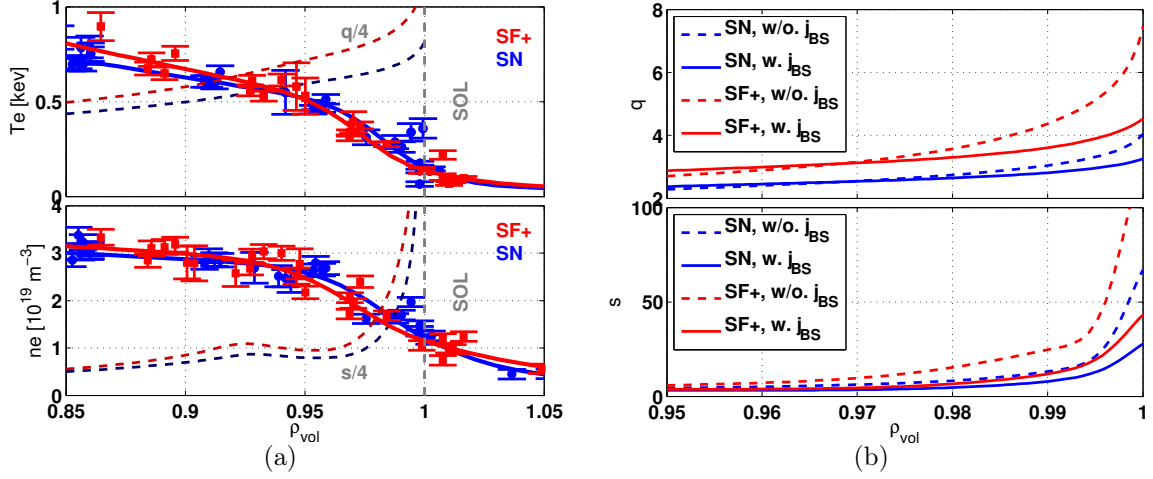 1
0.5
0
Te [kev]
q/4
SF+
SN
SOL
4
3
2
1
0
ne [10^19 m^−3]
SF+
SN
SOL
s/4
0.85 0.9 0.95 1 1.05
ρ_vol
(a)
8
6
4
2
q
SN, w/o. j_BS
SN, w. j_BS
SF+, w/o. j_BS
SF+, w. j_BS
100
50
0
s
SN, w/o. j_BS
SN, w. j_BS
SF+, w/o. j_BS
SF+, w. j_BS
0.95 0.96 0.97 0.98 0.99 1
ρ_vol
(b)